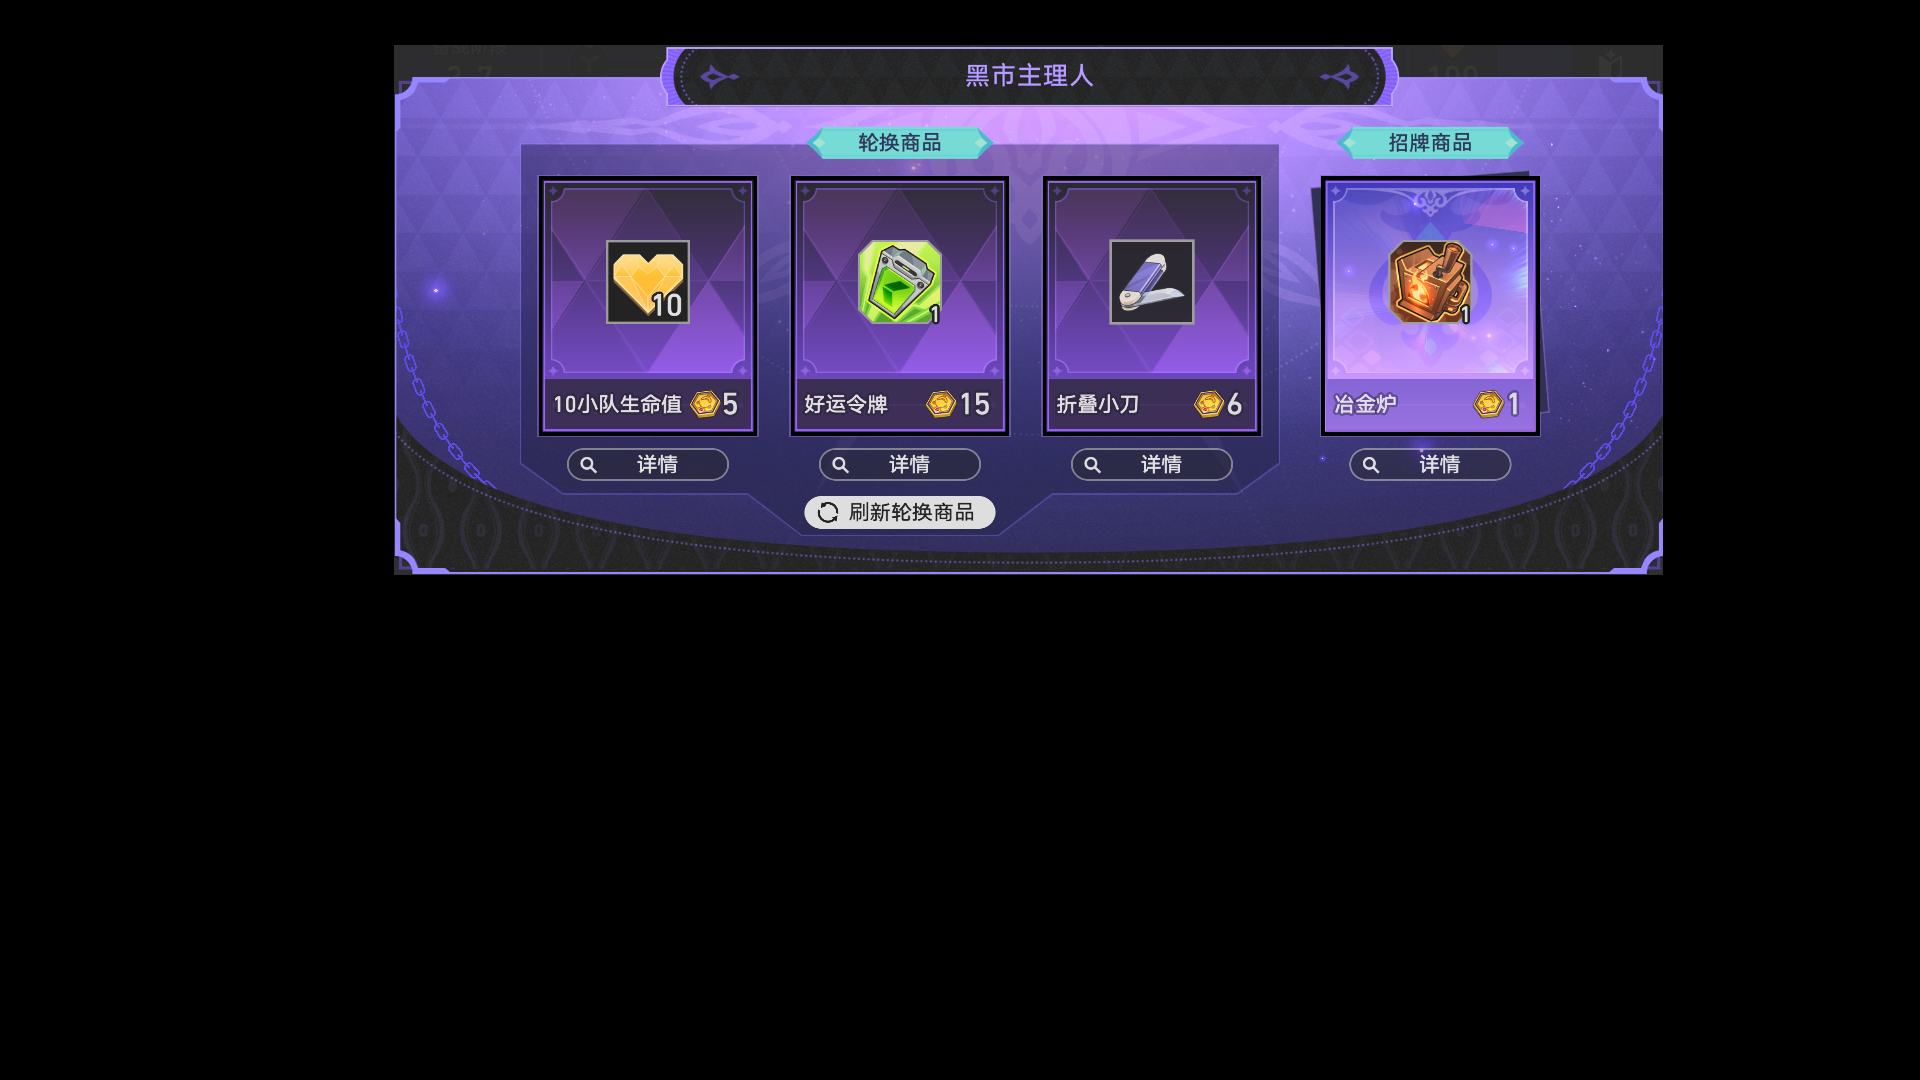 黑市主理人
轮换商品
招牌商品
10
1
1
10小队生命值 5
好运令牌 15
折叠小刀 6
冶金炉 1
详情
详情
详情
详情
刷新轮换商品